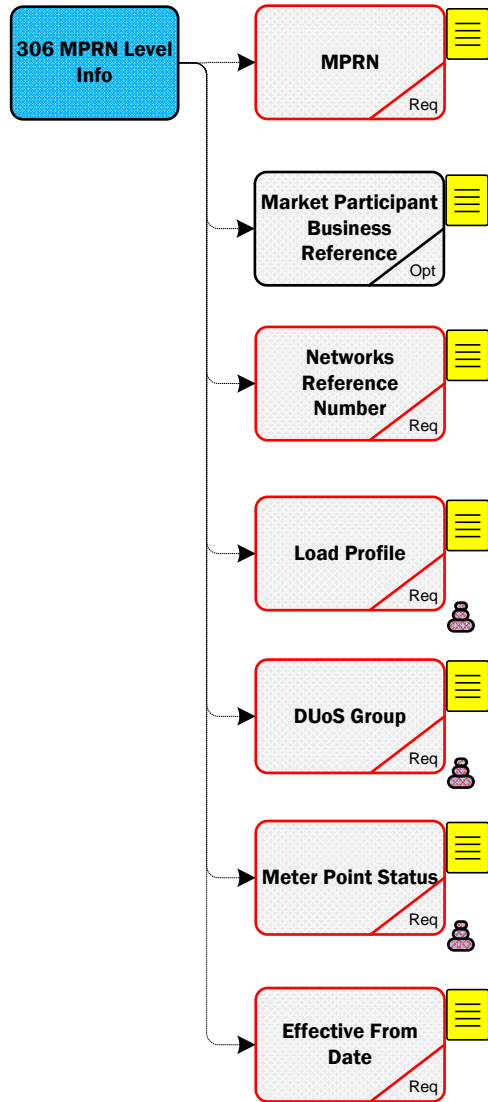 306 MPRN Level
Info
MPRN
Req
Market Participant
Business
Reference
Opt
Networks
Reference
Number
Req
Load Profile
Req
DUoS Group
Req
Meter Point Status
Req
Effective From
Date
Req